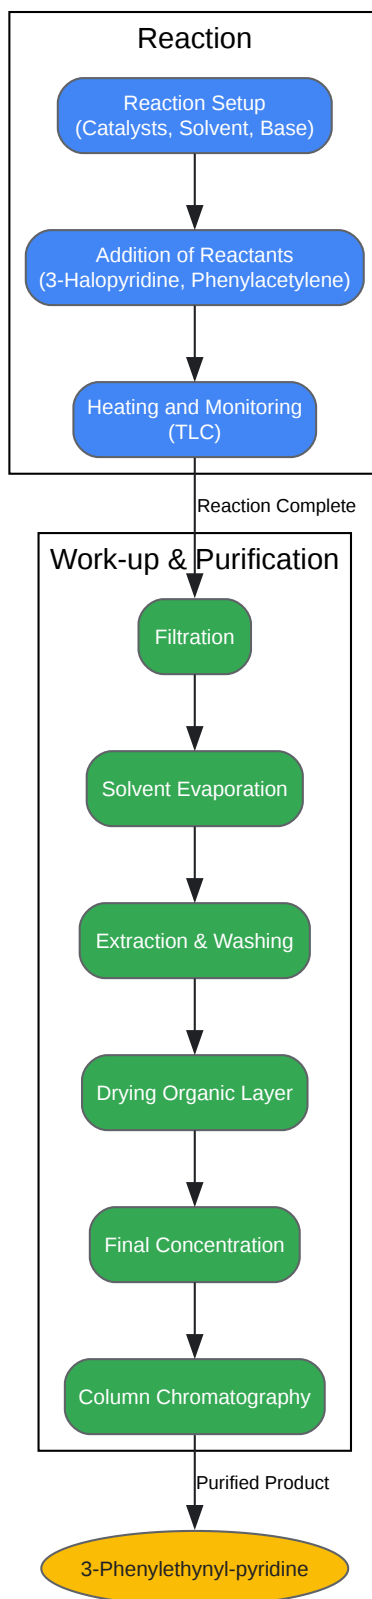 Reaction
Reaction Setup
(Catalysts, Solvent, Base)
Addition of Reactants
(3-Halopyridine, Phenylacetylene)
Heating and Monitoring
(TLC)
Reaction Complete
Work-up & Purification
Filtration
Solvent Evaporation
Extraction & Washing
Drying Organic Layer
Final Concentration
Column Chromatography
Purified Product
3-Phenylethynyl-pyridine